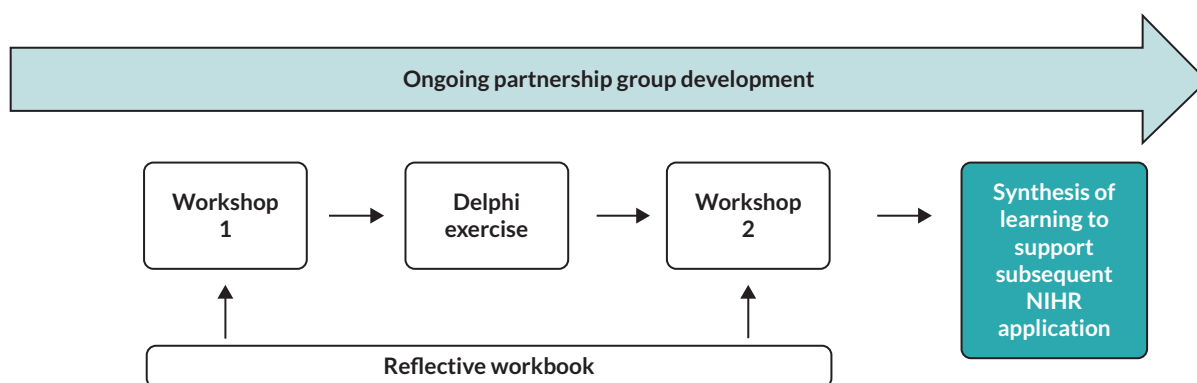 Ongoing partnership group development
Workshop
1
Delphi
exercise
Workshop
2
Synthesis of
learning to
support
subsequent
NIHR
application
Reflective workbook